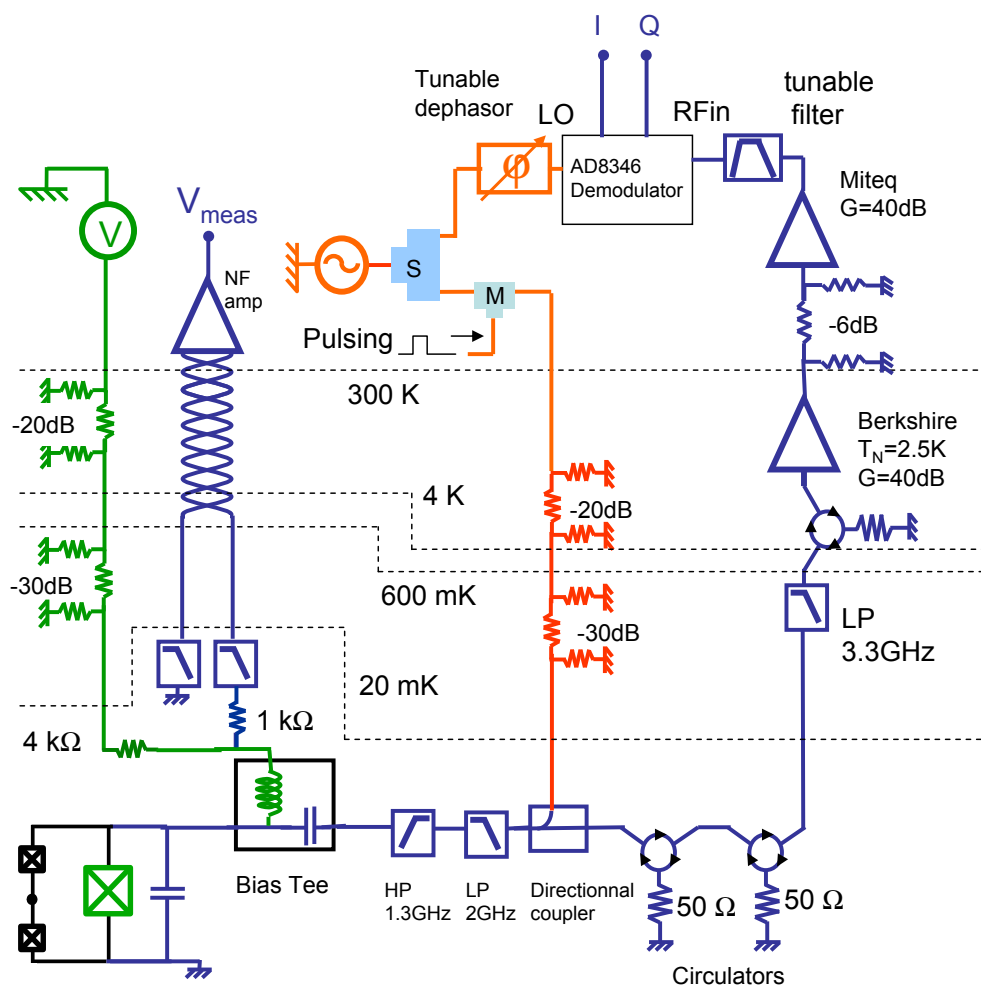 I Q
Tunable
dephasor
LO
RFin
tunable
filter
φ
AD8346
Demodulator
Miteq
G=40dB
V
meas
V
NF
amp
S
M
Pulsing
-6dB
300 K
-20dB
Berkshire
T
N
=2.5K
G=40dB
4 K
-20dB
-30dB
600 mK
-30dB
LP
3.3GHz
20 mK
1 kΩ
4 kΩ
Bias Tee
HP
1.3GHz
LP
2GHz
Directionnal
coupler
50 Ω
50 Ω
Circulators